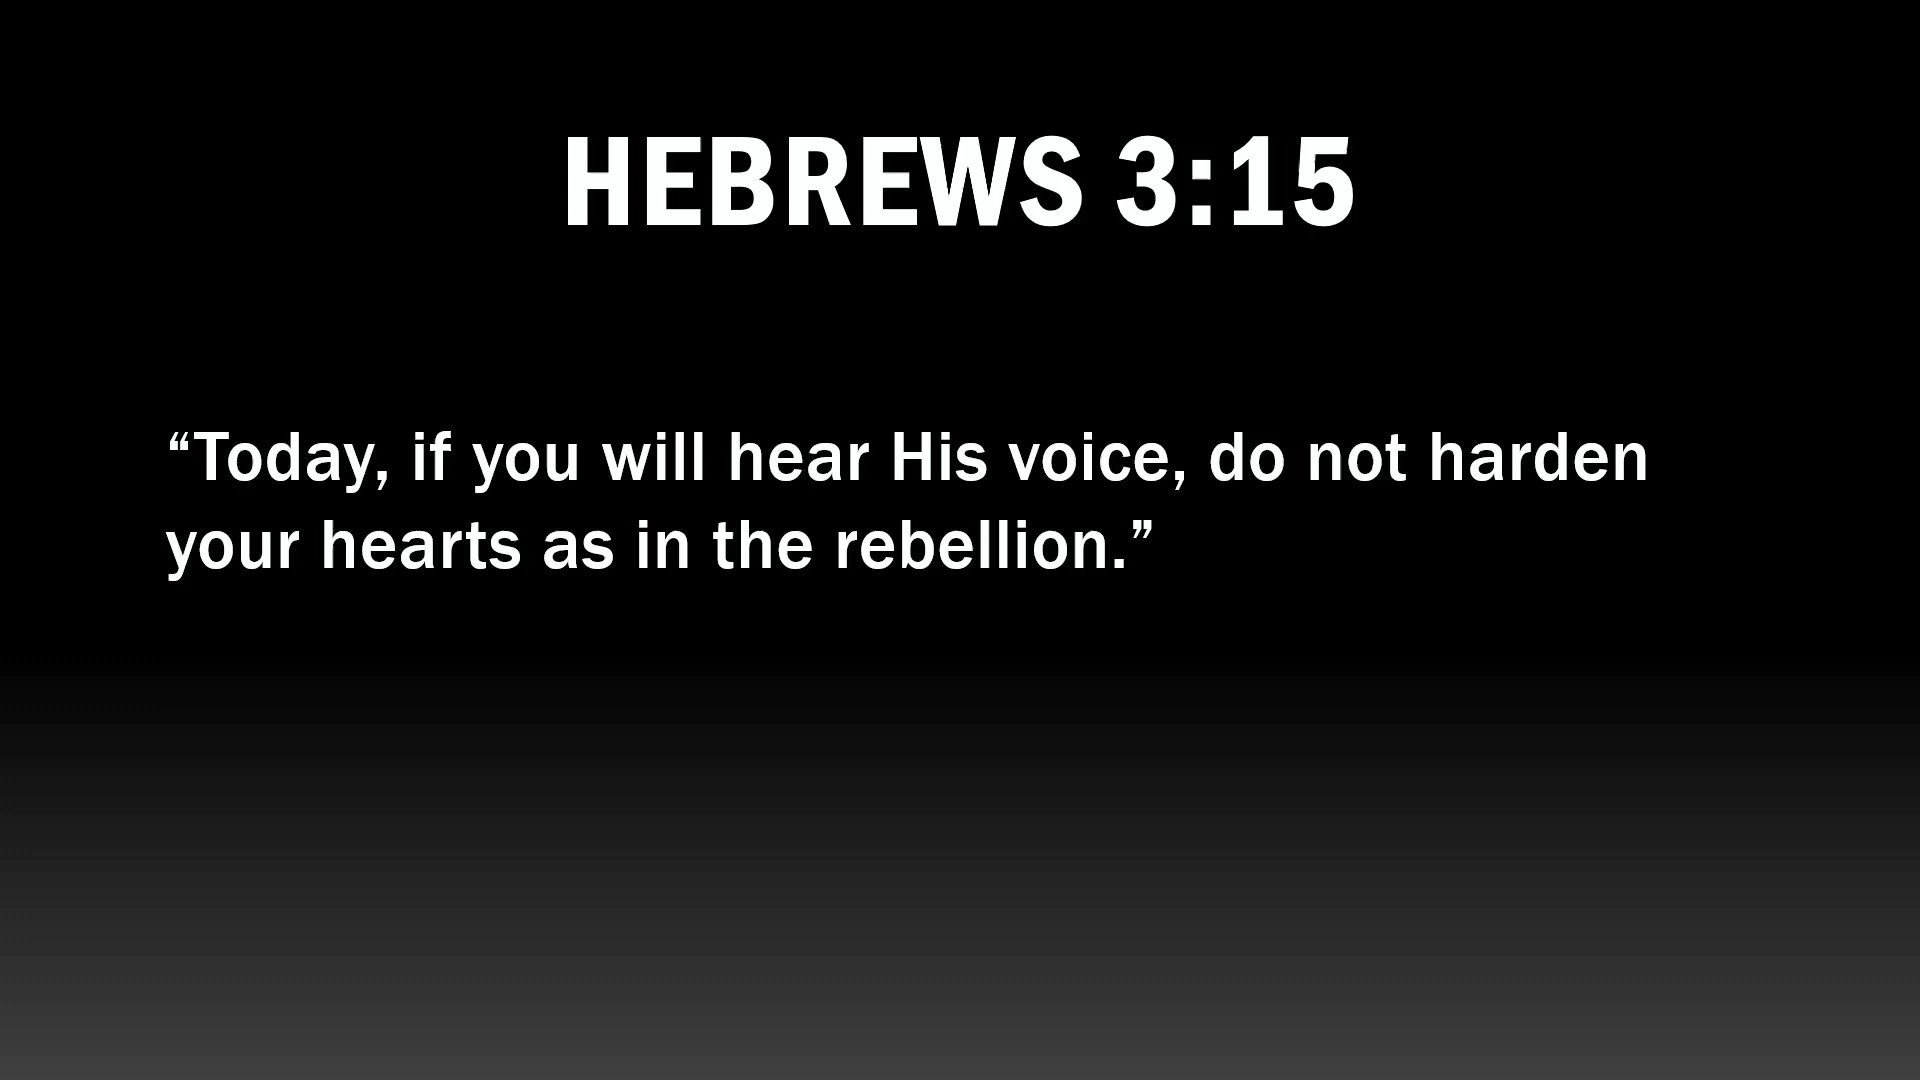 HEBREWS 3:15
“Today, if you will hear His voice, do not harden
your hearts as in the rebellion.”